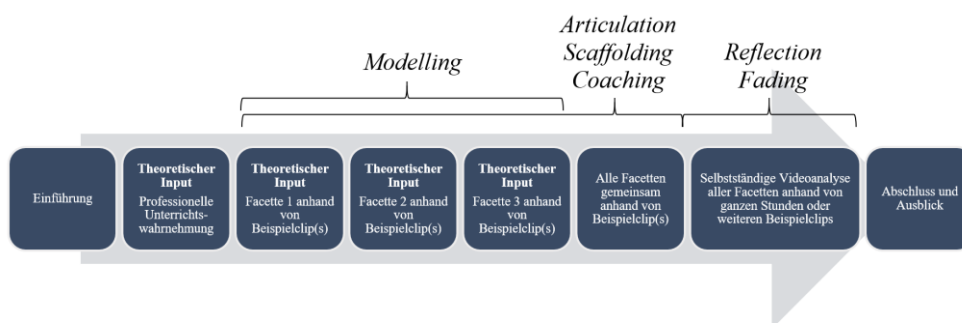 Modelling
Articulation
Scaffolding
Coaching
Reflection
Fading
Einführung
Theoretischer
Input
Professionelle
Unterrichts-
wahrnehmung
Theoretischer
Input
Facette 1 anhand
von
Beispielclip(s)
Theoretischer
Input
Facette 2 anhand
von
Beispielclip(s)
Theoretischer
Input
Facette 3 anhand
von
Beispielclip(s)
Alle Facetten
gemeinsam
anhand von
Beispielclip(s)
Selbstständige Videoanalyse
aller Facetten anhand von
ganzen Stunden oder
weiteren Beispielclips
Abschluss und
Ausblick